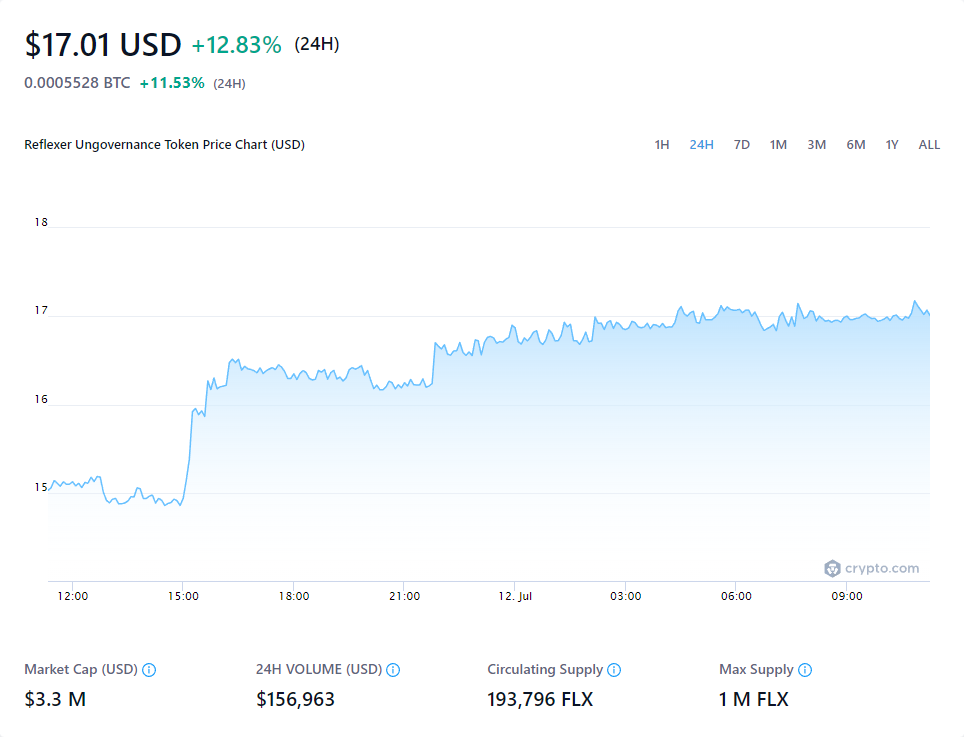 $17.01 USD +12.83% (24H)
0.0005528 BTC +11.53% (24H)
Reflexer Ungovernance Token Price Chart (USD) 1H 24H 7D 1M 3M 6M 1Y ALL
18
17
16
15
crypto.com
12:00 15:00 18:00 21:00 12. Jul 03:00 06:00 09:00
Market Cap (USD) 24H VOLUME (USD) Circulating Supply Max Supply
$3.3 M $156,963 193,796 FLX 1 M FLX